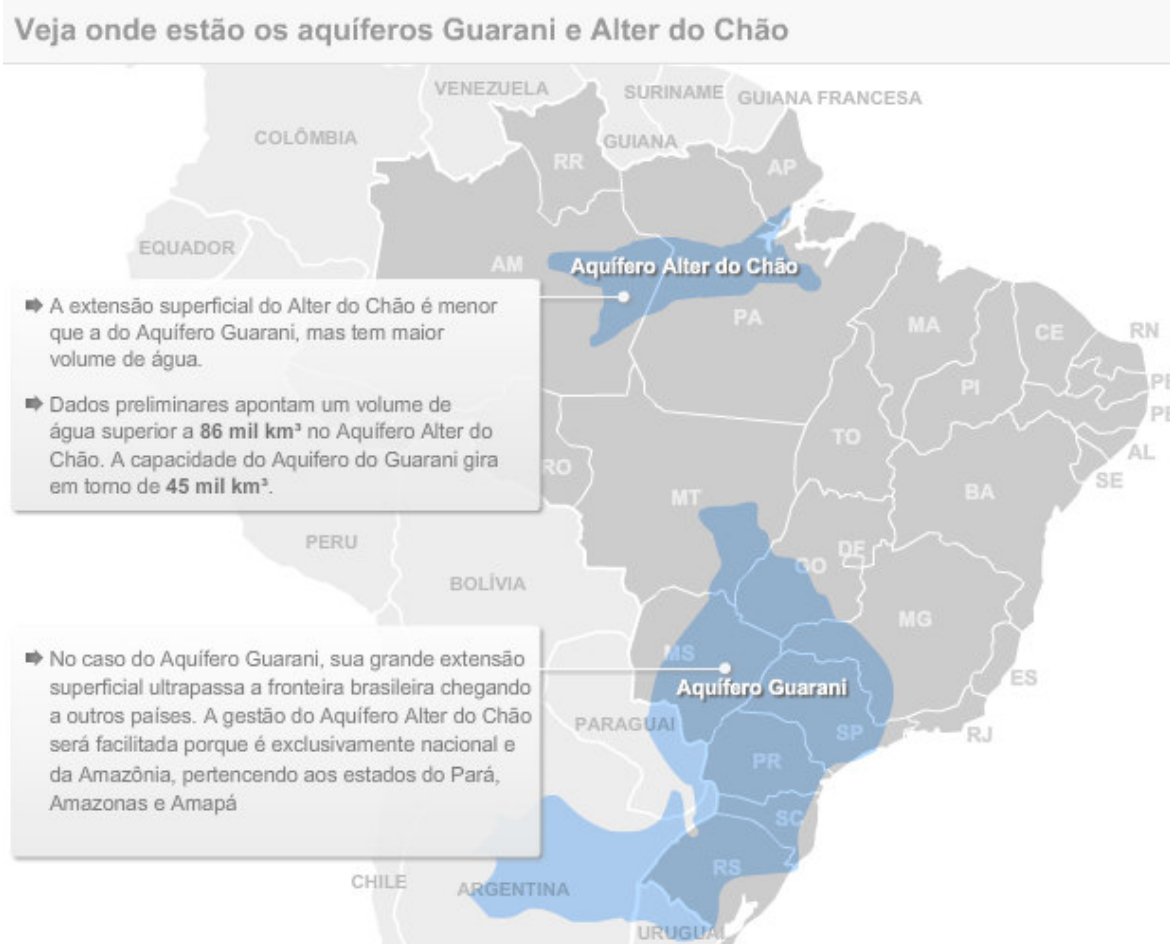 Veja onde estão os aquíferos Guarani e Alter do Chão
VENEZUELA
SURINAME
GUIANA FRANCESA
COLÔMBIA
GUIANA
RR
AP
EQUADOR
AM
Aquífero Alter do Chão
➡ A extensão superficial do Alter do Chão é menor
que a do Aquífero Guarani, mas tem maior
volume de água.
➡ Dados preliminares apontam um volume de
água superior a 86 mil km³ no Aquífero Alter do
Chão. A capacidade do Aquifero do Guarani gira
em torno de 45 mil km³.
PA
MA
CE
RN
PI
TO
AL
SE
RO
MT
BA
PERU
GO
DF
BOLÍVIA
MG
➡ No caso do Aquífero Guarani, sua grande extensão
superficial ultrapassa a fronteira brasileira chegando
a outros países. A gestão do Aquífero Alter do Chão
será facilitada porque é exclusivamente nacional e
da Amazônia, pertencendo aos estados do Pará,
Amazonas e Amapá
MS
ES
Aquífero Guarani
PARAGUAI
SP
RJ
PR
SC
RS
CHILE
ARGENTINA
URUGUAI